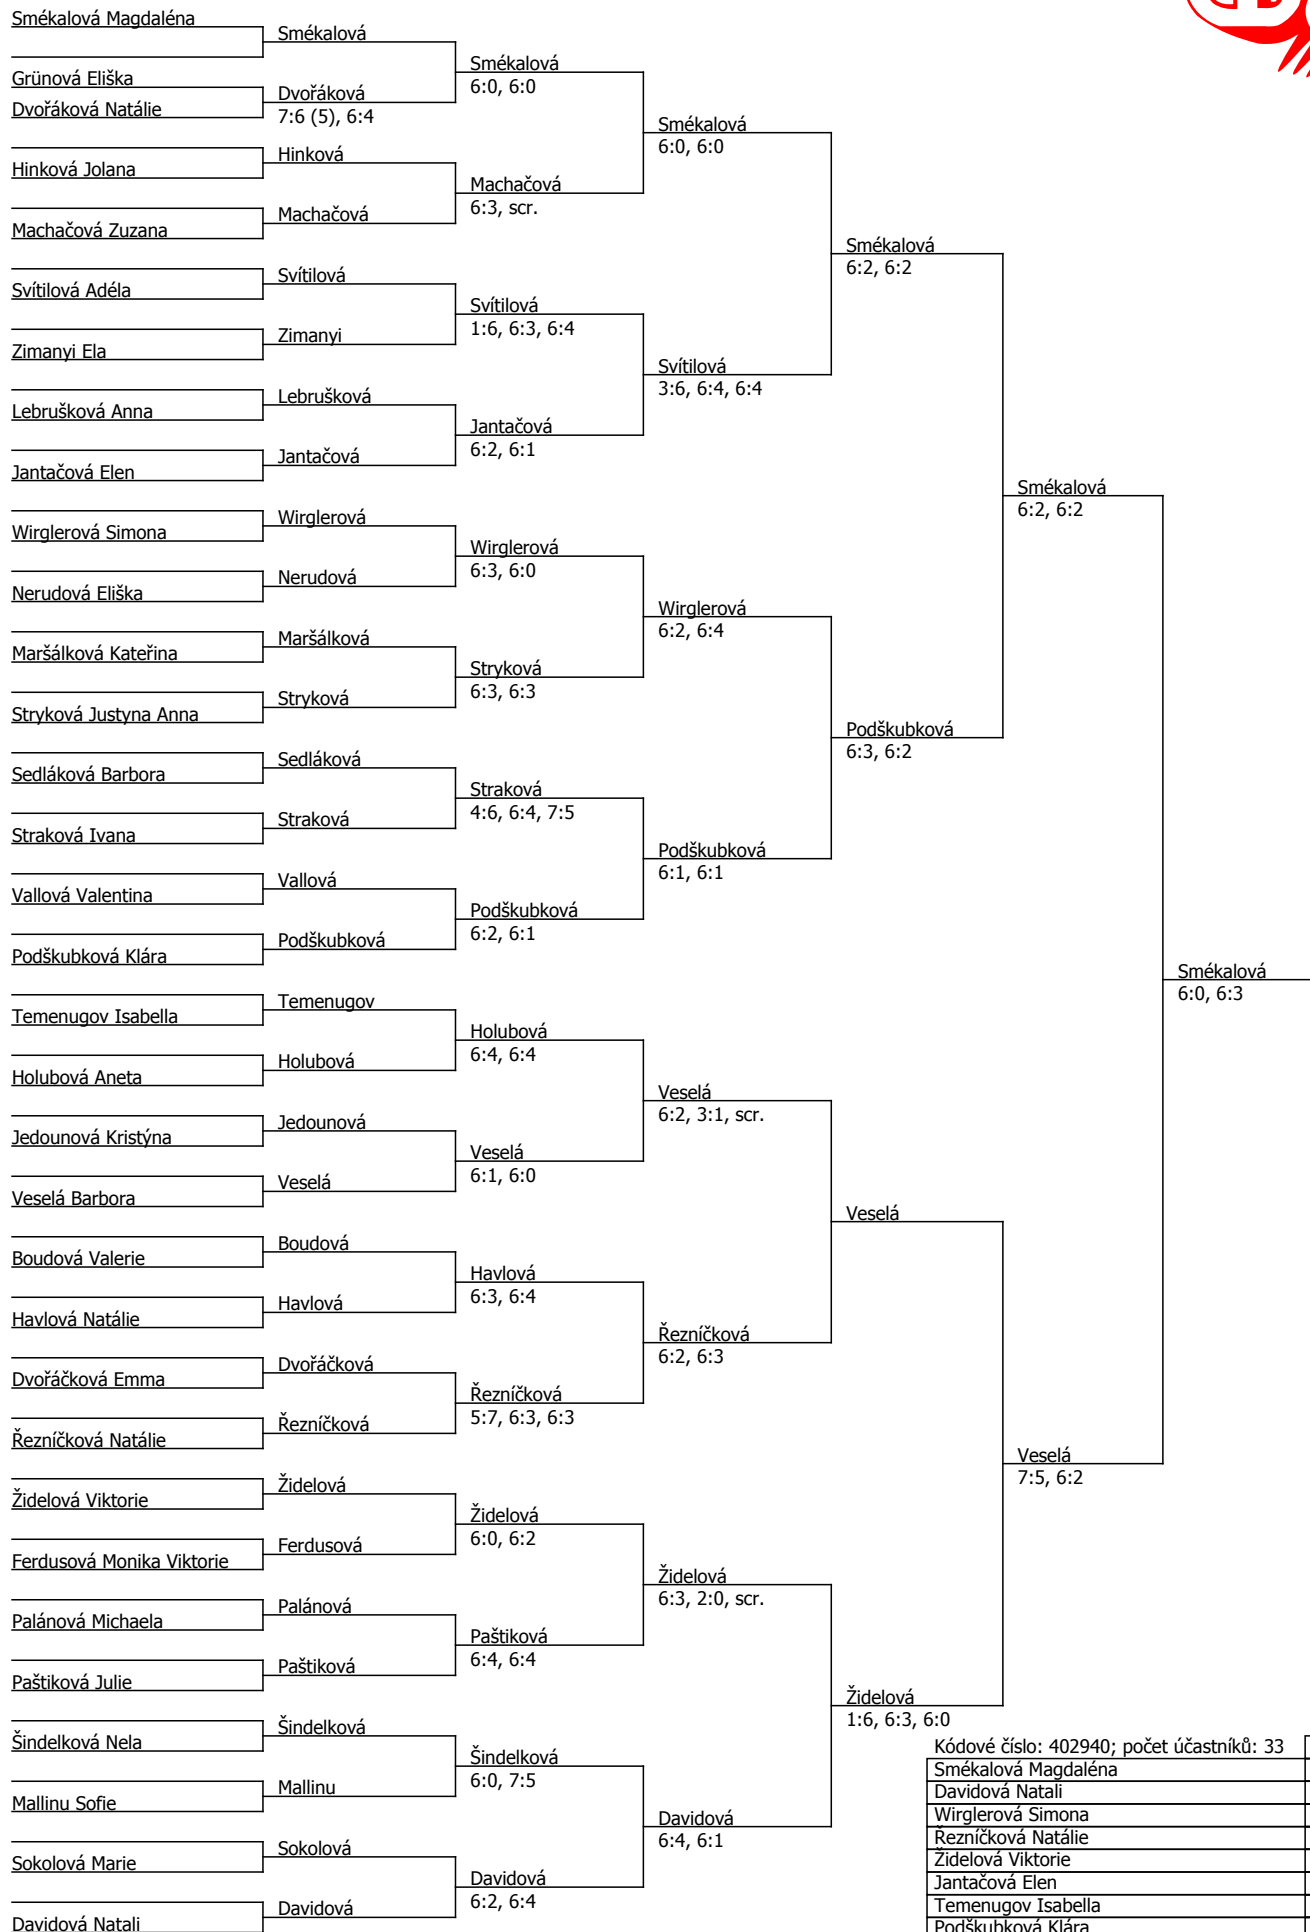 Smékalová Magdaléna
Grünová Eliška
Dvořáková Natálie
Hinková Jolana
Machačová Zuzana
Svítilová Adéla
Zimanyi Ela
Lebrušková Anna
Jantačová Elen
Wirglerová Simona
Nerudová Eliška
Maršálková Kateřina
Stryková Justyna Anna
Sedláková Barbora
Straková Ivana
Vallová Valentina
Podškubková Klára
Temenugov Isabella
Holubová Aneta
Jedounová Kristýna
Veselá Barbora
Boudová Valerie
Havlová Natálie
Dvořáčková Emma
Řezníčková Natálie
Židelová Viktorie
Ferdusová Monika Viktorie
Palánová Michaela
Paštiková Julie
Šindelková Nela
Mallinu Sofie
Sokolová Marie
Davidová Natali
Smékalová
Dvořáková
7:6 (5), 6:4
Hinková
Machačová
Svítilová
Zimanyi
Lebrušková
Jantačová
Wirglerová
Nerudová
Maršálková
Stryková
Sedláková
Straková
Vallová
Podškubková
Temenugov
Holubová
Jedounová
Veselá
Boudová
Havlová
Dvořáčková
Řezníčková
Židelová
Ferdusová
Palánová
Paštiková
Šindelková
Mallinu
Sokolová
Davidová
Smékalová
6:0, 6:0
Machačová
6:3, scr.
Svítilová
1:6, 6:3, 6:4
Jantačová
6:2, 6:1
Wirglerová
6:3, 6:0
Stryková
6:3, 6:3
Straková
4:6, 6:4, 7:5
Podškubková
6:2, 6:1
Holubová
6:4, 6:4
Veselá
6:1, 6:0
Havlová
6:3, 6:4
Řezníčková
5:7, 6:3, 6:3
Židelová
6:0, 6:2
Paštiková
6:4, 6:4
Šindelková
6:0, 7:5
Davidová
6:2, 6:4
Smékalová
6:0, 6:0
Svítilová
3:6, 6:4, 6:4
Wirglerová
6:2, 6:4
Podškubková
6:1, 6:1
Veselá
6:2, 3:1, scr.
Řezníčková
6:2, 6:3
Židelová
6:3, 2:0, scr.
Davidová
6:4, 6:1
Smékalová
6:2, 6:2
Podškubková
6:3, 6:2
Veselá
Židelová
1:6, 6:3, 6:0
Smékalová
6:2, 6:2
Veselá
7:5, 6:2
Smékalová
6:0, 6:3
Kódové číslo: 402940; počet účastníků: 33
Smékalová Magdaléna
Davidová Natali
Wirglerová Simona
Řezníčková Natálie
Židelová Viktorie
Jantačová Elen
Temenugov Isabella
Podškubková Klára